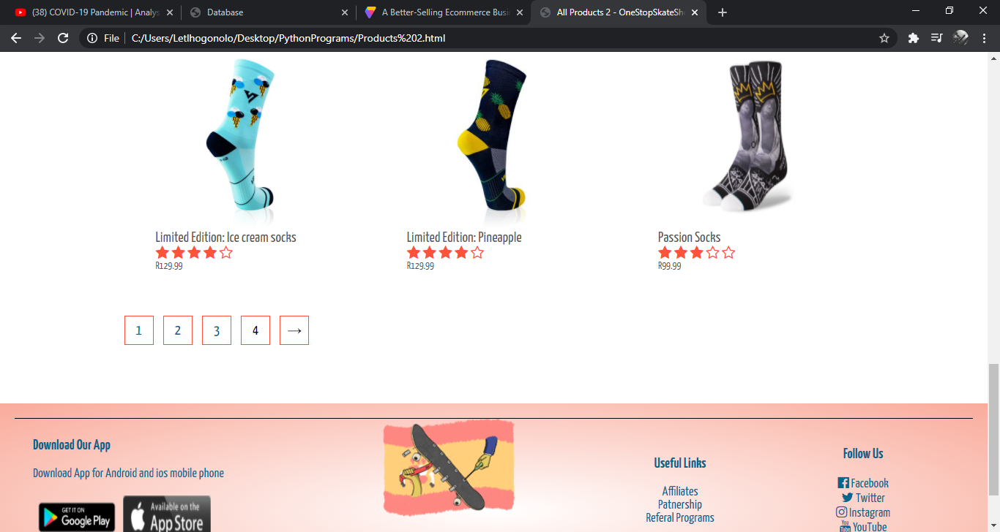 (38) COVID-19 Pandemic | Analys
Database
A Better-Selling Ecommerce Busi
All Products 2 - OneStopSkateSh
File
C:/Users/Letlhogonolo/Desktop/PythonPrograms/Products%202.html
Limited Edition: Ice cream socks
R129.99
Limited Edition: Pineapple
R129.99
Passion Socks
R99.99
1 2 3 4 →
Download Our App
Download App for Android and ios mobile phone
GET IT ON
Google Play
Available on the
App Store
Useful Links
Affiliates
Patnership
Referal Programs
Follow Us
Facebook
Twitter
Instagram
You
Tube
YouTube